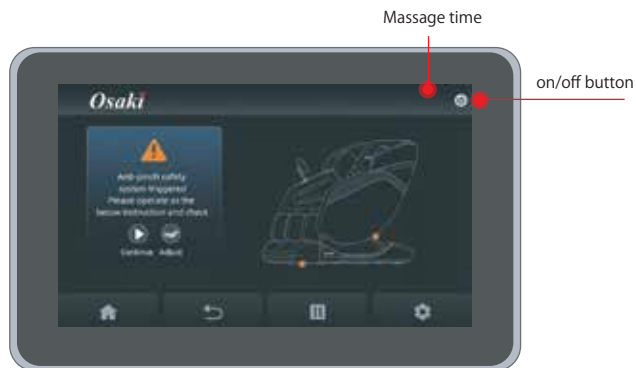 Massage time
on/off button
Osaki
Anti-pinch safety
system triggered
Please operate as the
below instruction and check
Continue Adjust